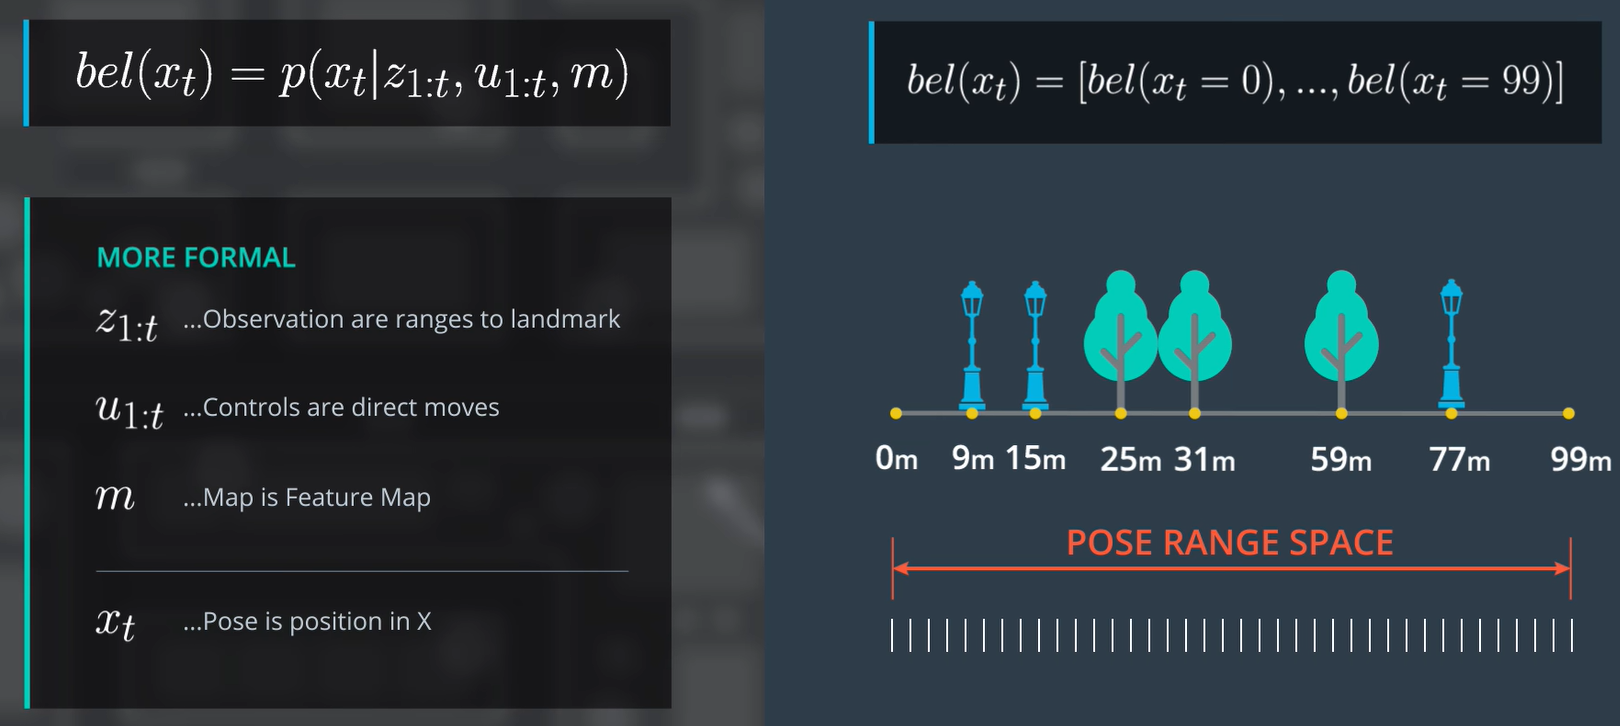 bel(x_t) = p(x_t|z_{1:t}, u_{1:t}, m)
MORE FORMAL
z_{1:t} ...Observation are ranges to landmark
u_{1:t} ...Controls are direct moves
m ...Map is Feature Map
x_t ...Pose is position in X
bel(x_t) = [bel(x_t = 0), ..., bel(x_t = 99)]
0m 9m 15m 25m 31m 59m 77m 99m
POSE RANGE SPACE